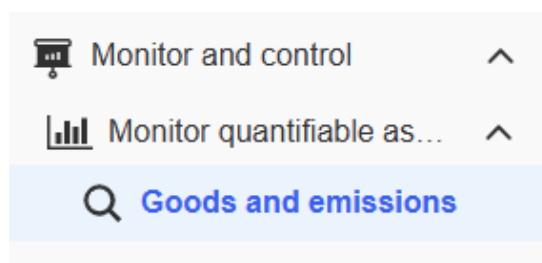 Monitor and control
Monitor quantifiable as...
Goods and emissions